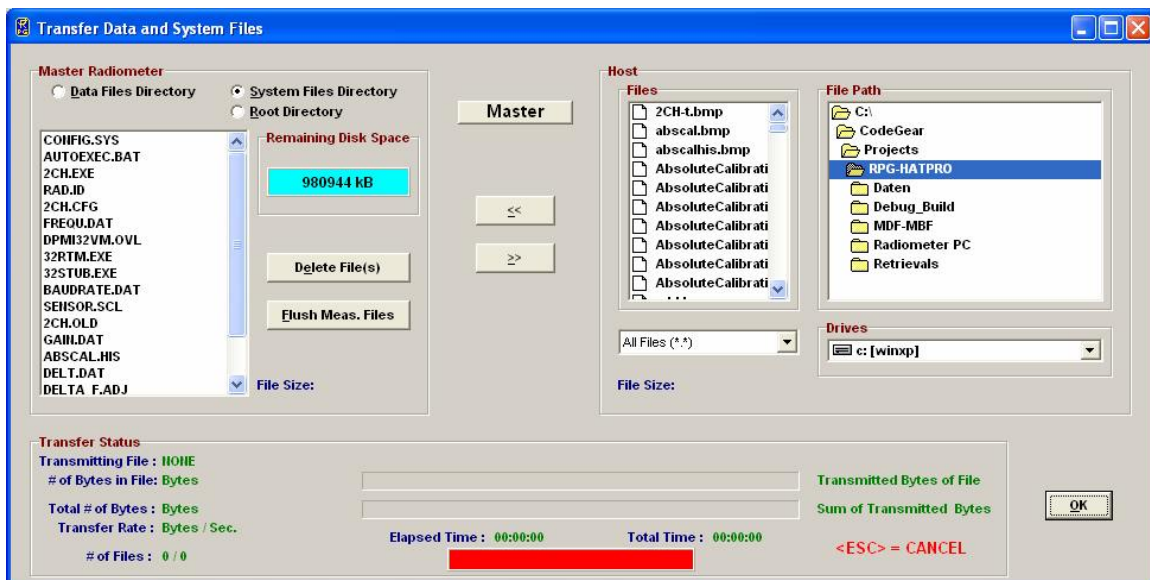 Transfer Data and System Files
Master Radiometer
Data Files Directory
System Files Directory
Root Directory
CONFIG.SYS
AUTOEXEC.BAT
2CH.EXE
RAD.ID
2CH.CFG
FREQU.DAT
DPMI32VM.OVL
32RTM.EXE
32STUB.EXE
BAUDRATE.DAT
SENSOR.SCL
2CH.OLD
GAIN.DAT
ABSCAL.HIS
DELT.DAT
DELTA_F.ADJ
Remaining Disk Space
980944 kB
Delete File(s)
Flush Meas. Files
File Size:
Master
<<
>>
Host
Files
2CH-t.bmp
abscal.bmp
abscalhis.bmp
AbsoluteCalibrati
AbsoluteCalibrati
AbsoluteCalibrati
AbsoluteCalibrati
AbsoluteCalibrati
AbsoluteCalibrati
AbsoluteCalibrati
All Files (*.*)
File Size:
File Path
C:\
CodeGear
Projects
RPG-HATPRO
Daten
Debug_Build
MDF-MBF
Radiometer PC
Retrievals
Drives
c: [winxp]
Transfer Status
Transmitting File : NONE
# of Bytes in File: Bytes
Total # of Bytes : Bytes
Transfer Rate : Bytes / Sec.
# of Files : 0 / 0
Elapsed Time : 00:00:00
Total Time : 00:00:00
Transmitted Bytes of File
Sum of Transmitted Bytes
<ESC> = CANCEL
OK